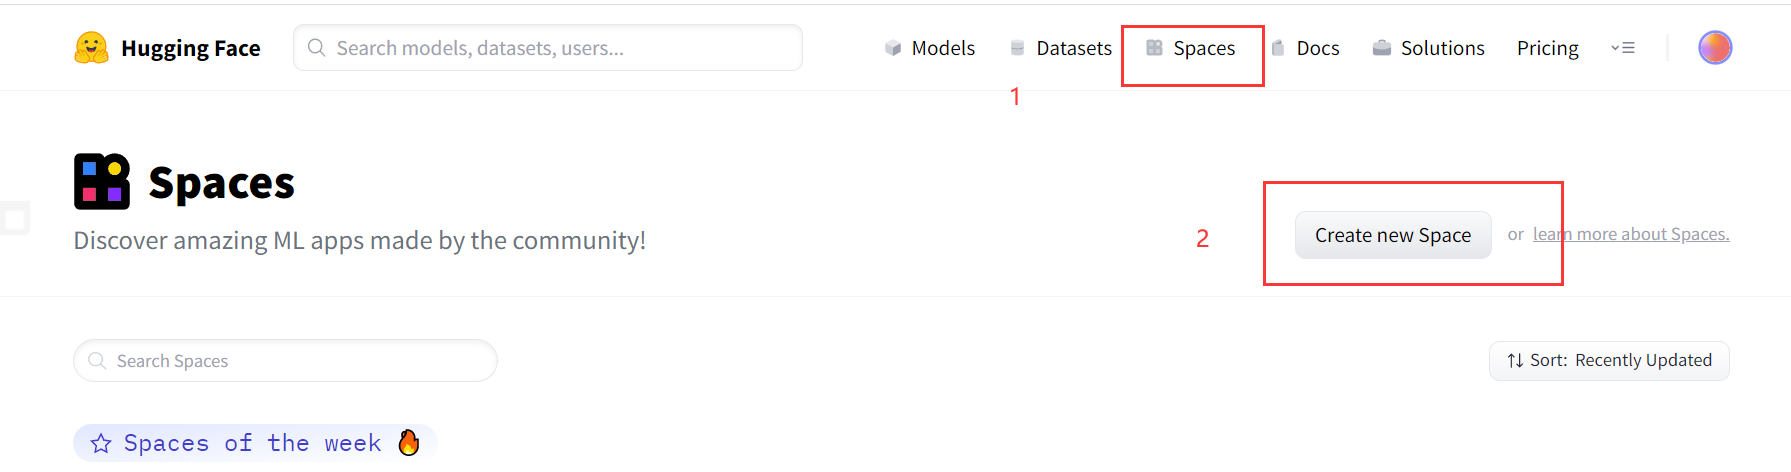 Hugging Face Search models, datasets, users... Models Datasets Spaces Docs Solutions Pricing
1
Spaces
Discover amazing ML apps made by the community!
2 Create new Space or learn more about Spaces.
Search Spaces Sort: Recently Updated
Spaces of the week